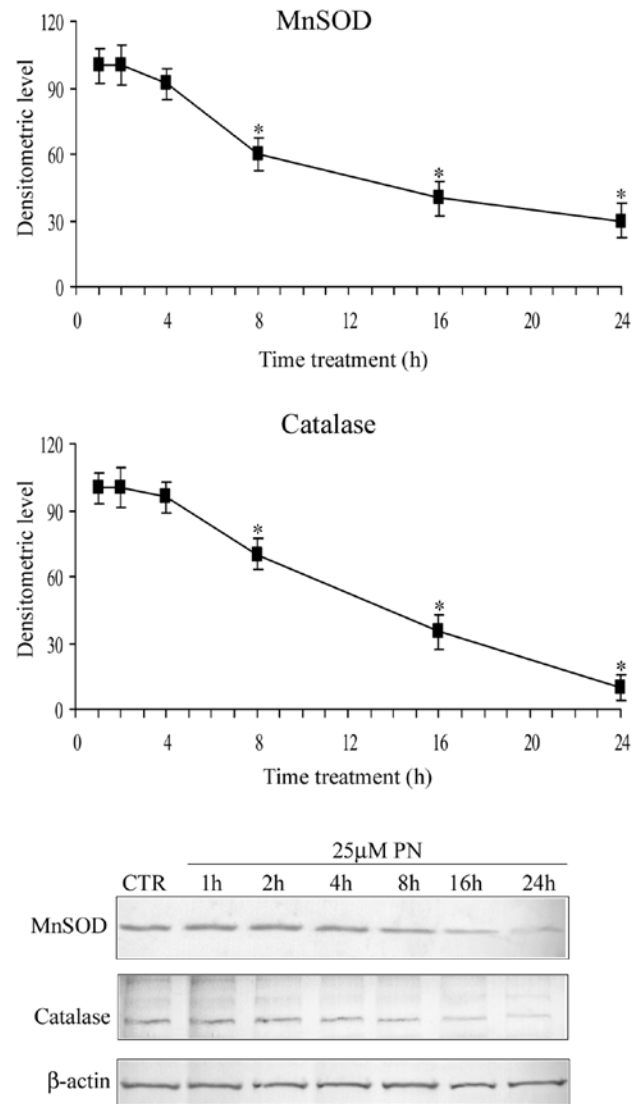 MnSOD
120
90
60
30
0
Densitometric level
* * *
0 4 8 12 16 20 24
Time treatment (h)
Catalase
120
90
60
30
0
Densitometric level
* * *
0 4 8 12 16 20 24
Time treatment (h)
25μM PN
CTR 1h 2h 4h 8h 16h 24h
MnSOD
Catalase
β-actin